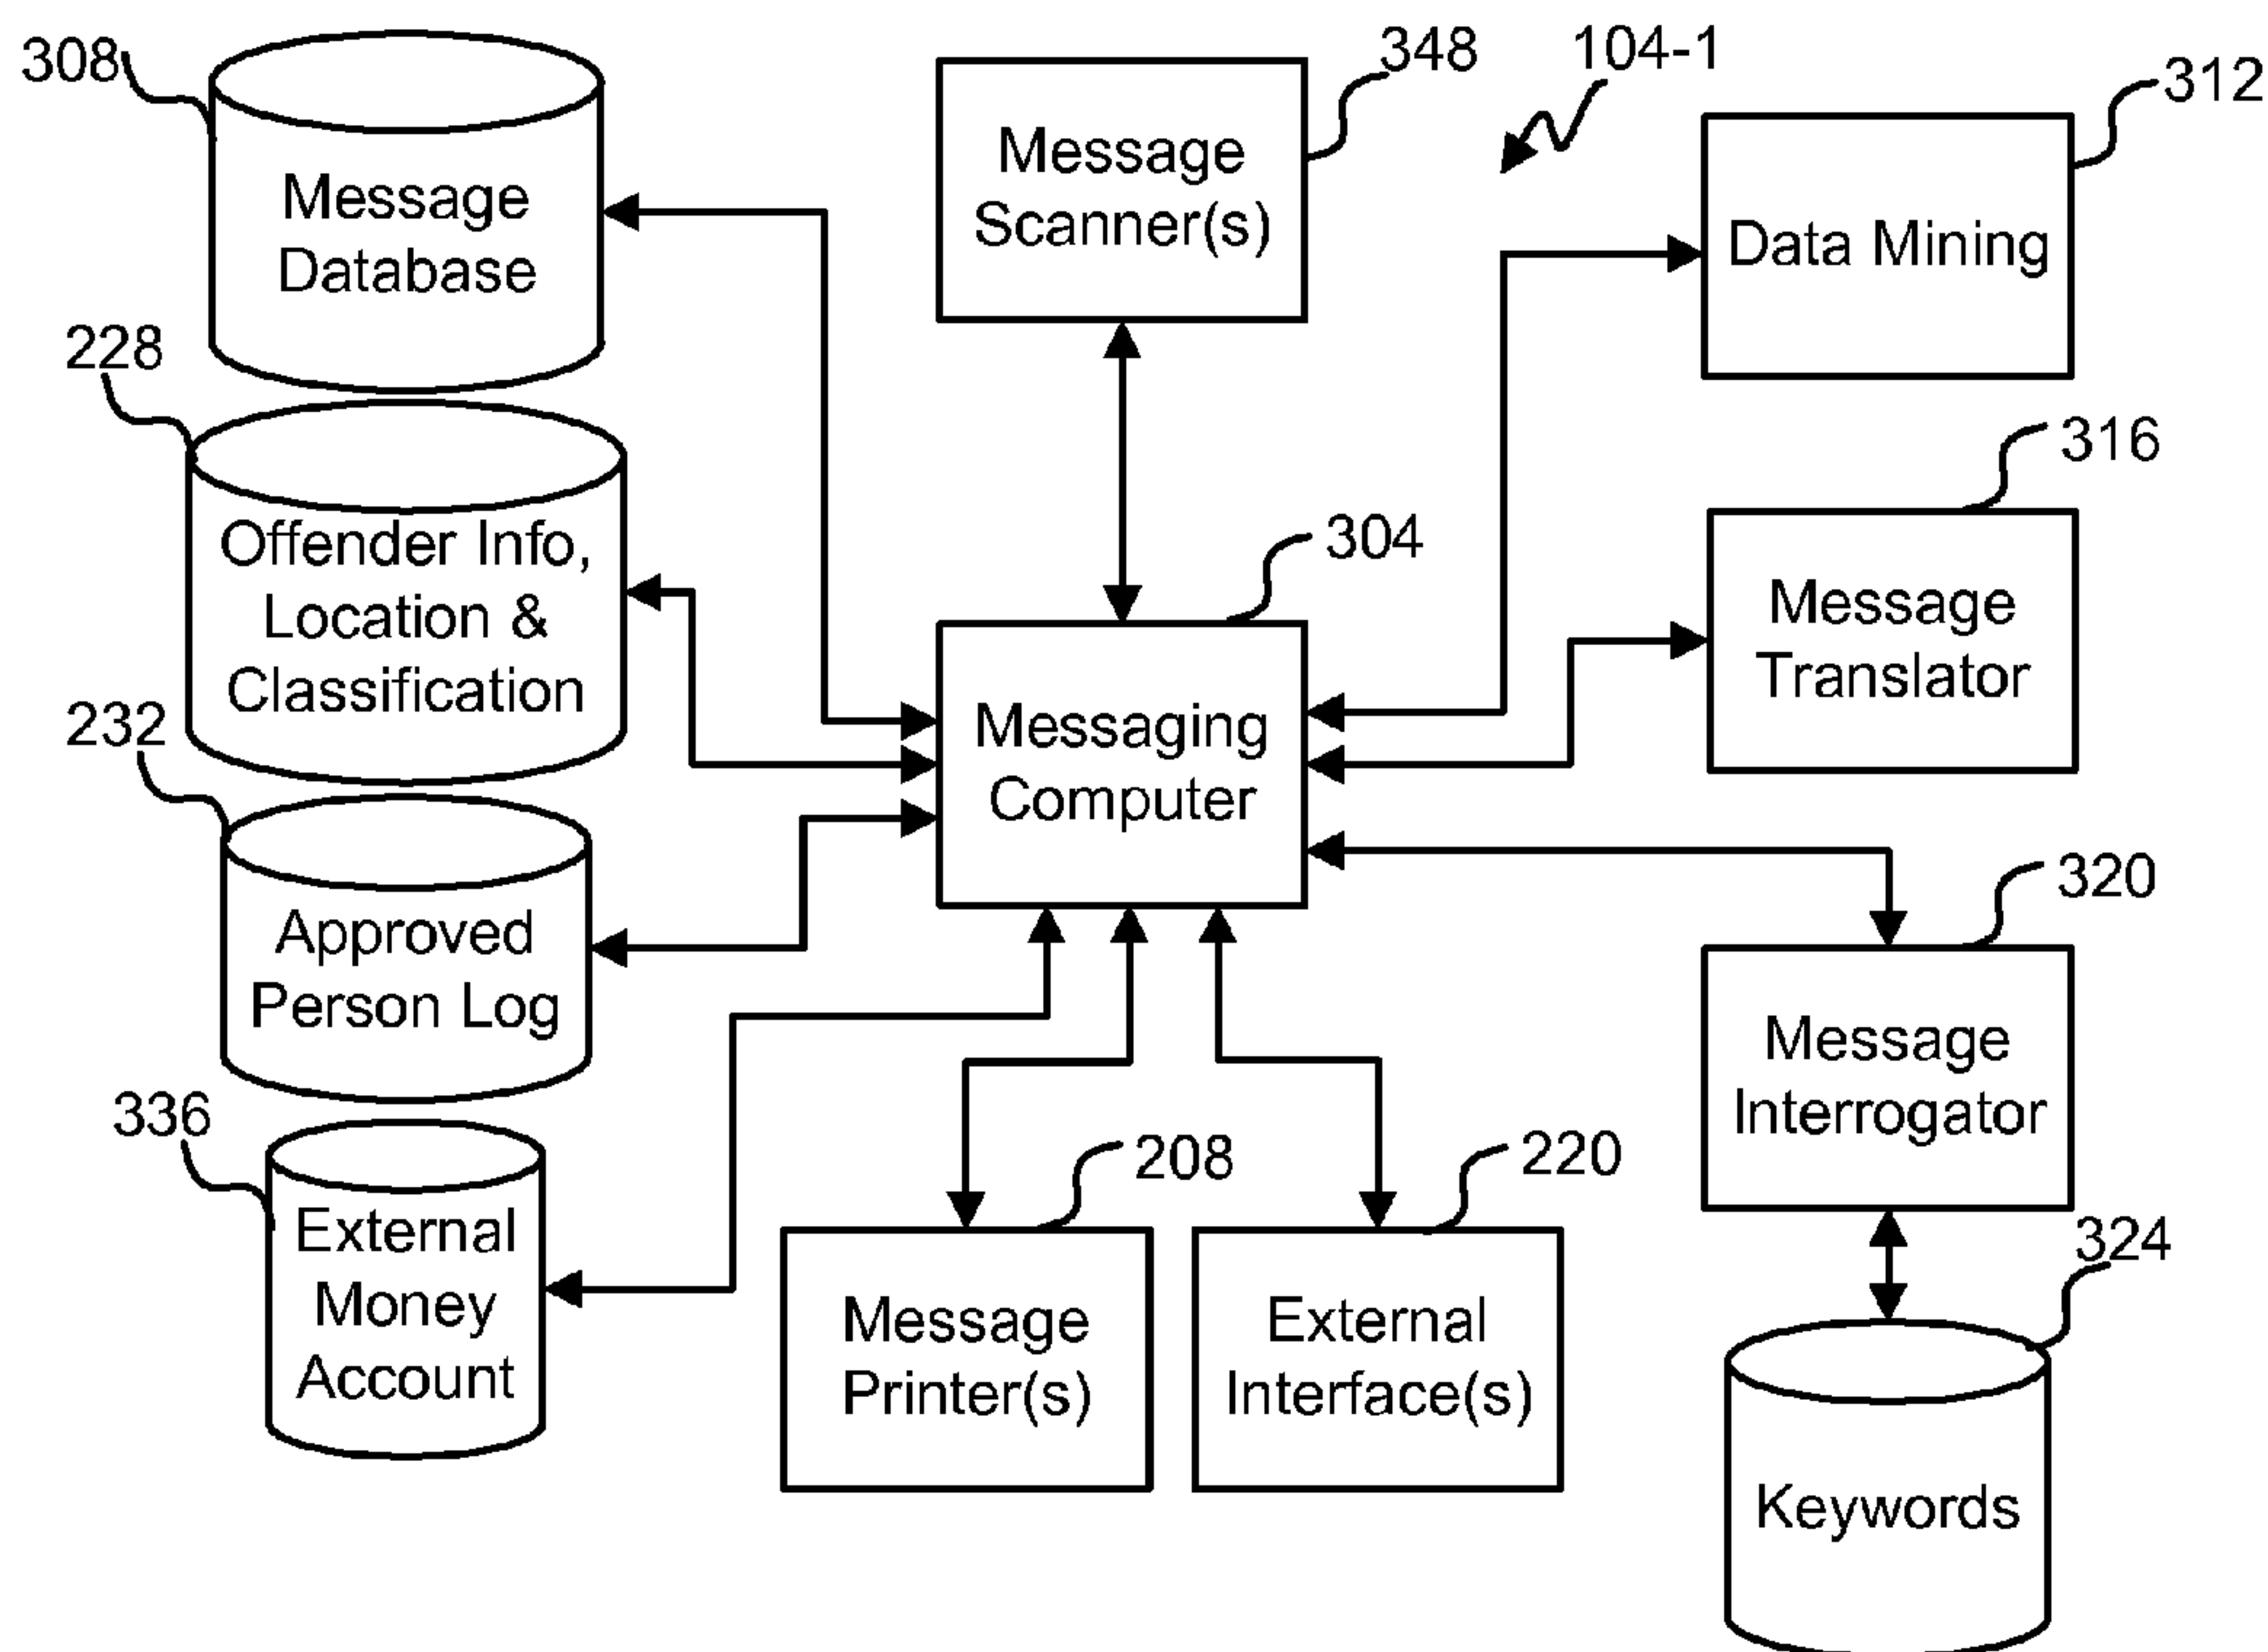 308
Message
Database
228
Offender Info,
Location &
Classification
232
Approved
Person Log
336
External
Money
Account
348
Message
Scanner(s)
104-1
304
Messaging
Computer
208
Message
Printer(s)
220
External
Interface(s)
312
Data Mining
316
Message
Translator
320
Message
Interrogator
324
Keywords